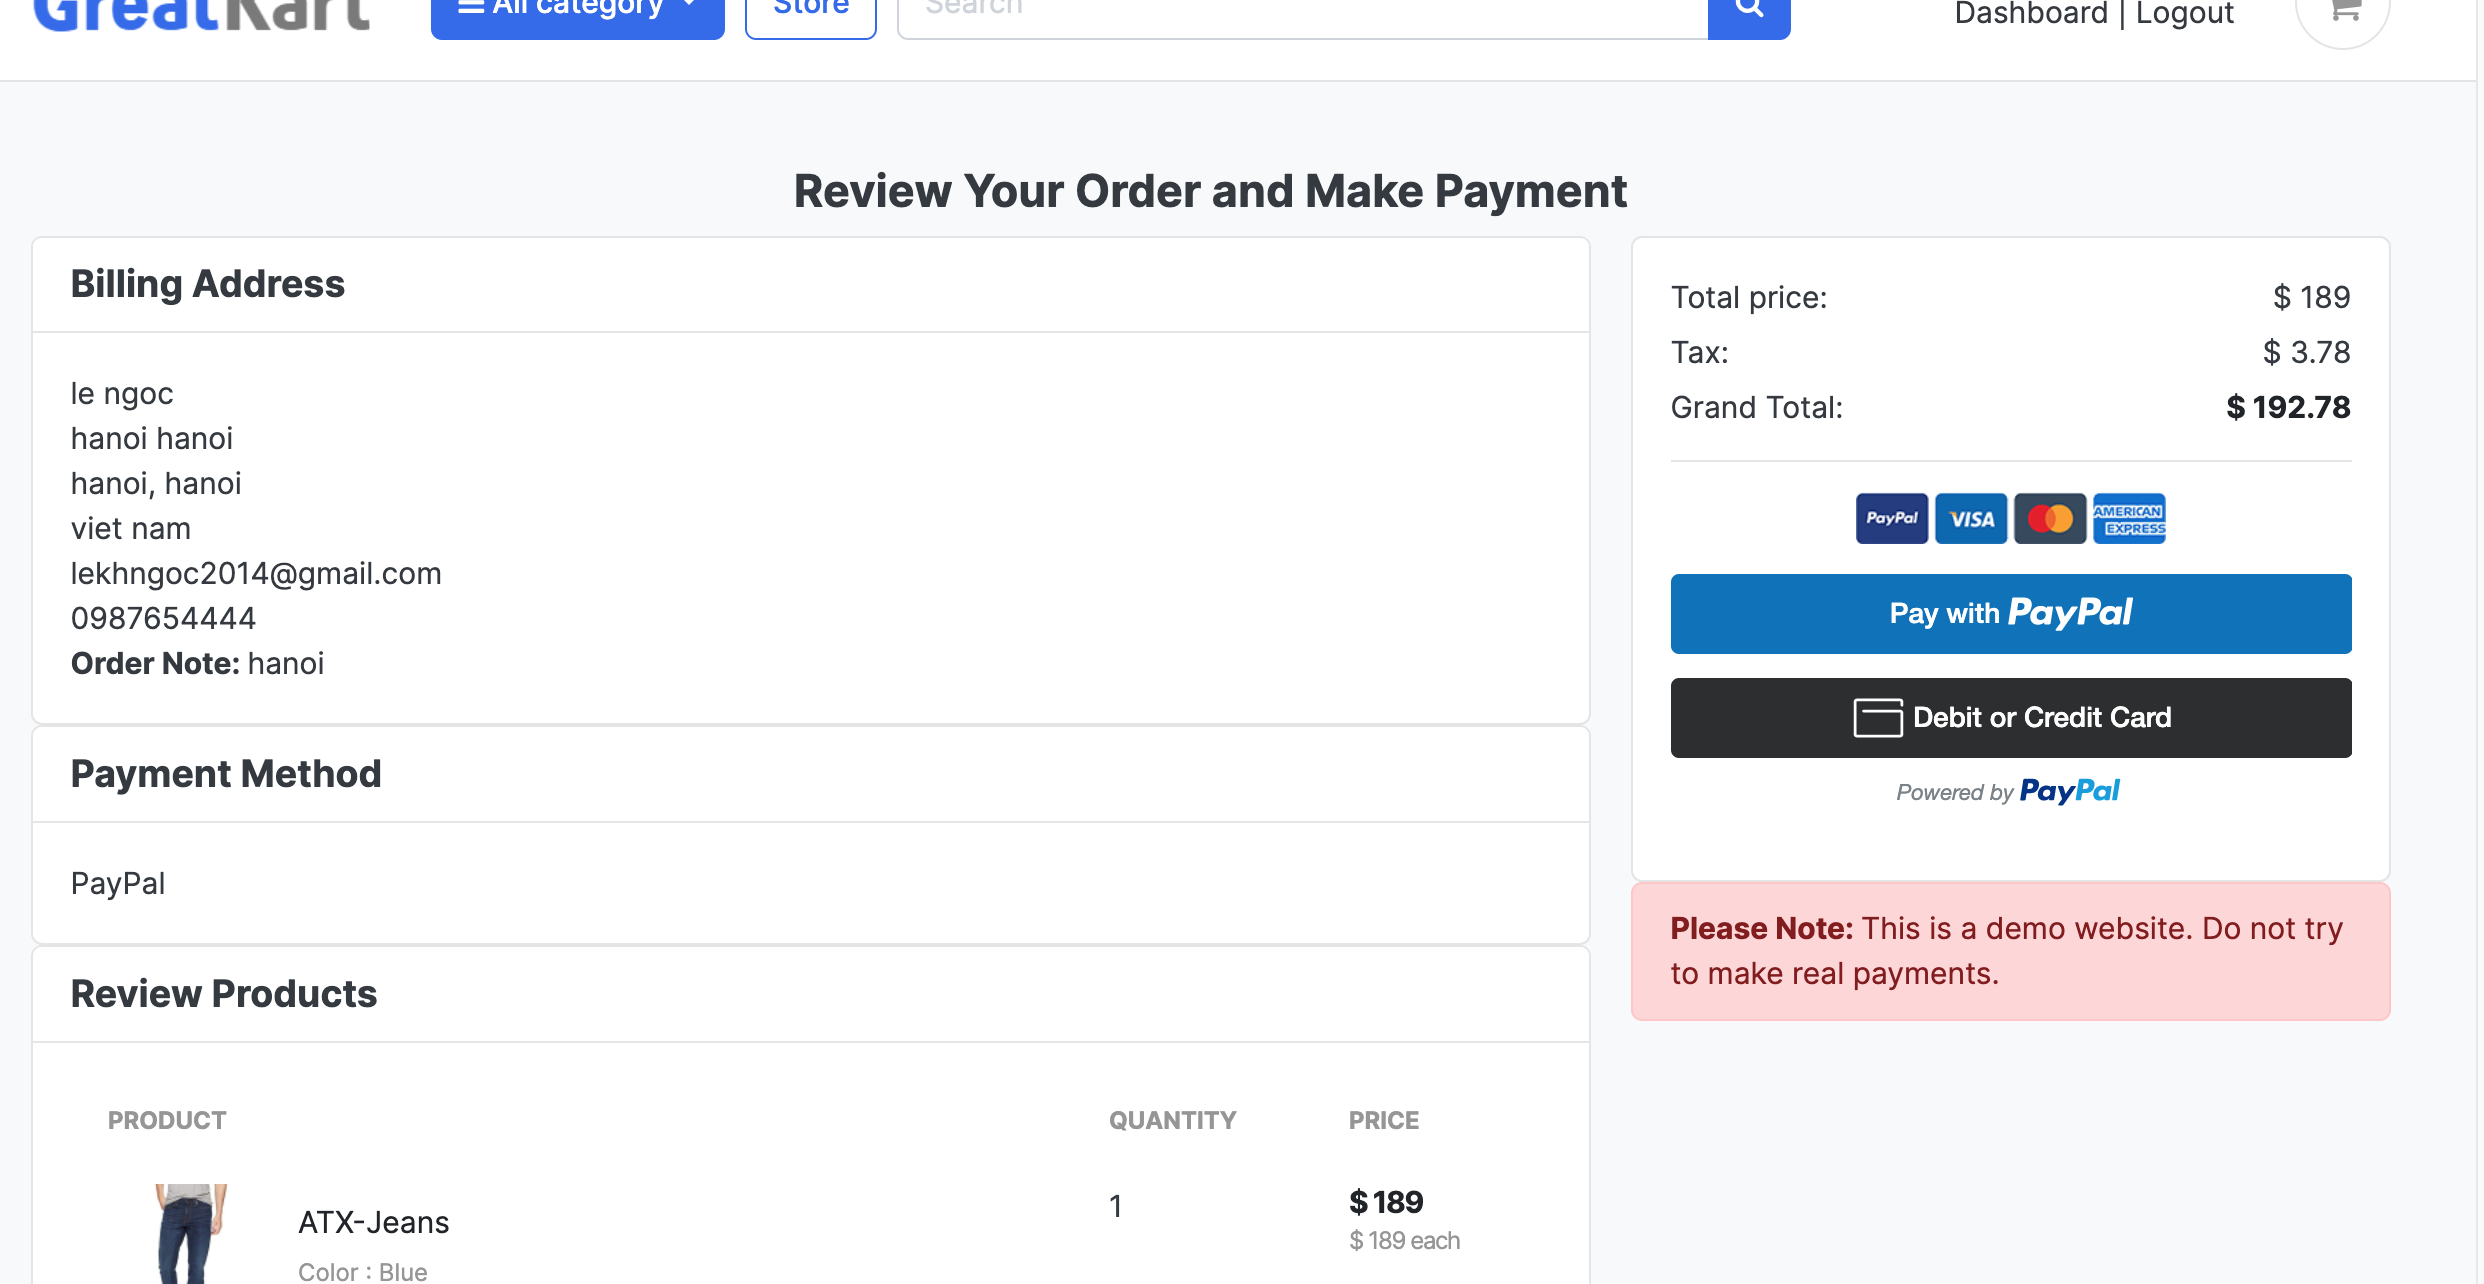 GreatKart
All category
Store
Search
Dashboard | Logout
Review Your Order and Make Payment
Billing Address
le ngoc
hanoi hanoi
hanoi, hanoi
viet nam
lekhngoc2014@gmail.com
0987654444
Order Note: hanoi
Payment Method
PayPal
Review Products
PRODUCT QUANTITY PRICE
ATX-Jeans 1 $ 189
$ 189 each
Color : Blue
Total price: $ 189
Tax: $ 3.78
Grand Total: $ 192.78
PayPal VISA AMERICAN EXPRESS
Pay with PayPal
Debit or Credit Card
Powered by PayPal
Please Note: This is a demo website. Do not try
to make real payments.